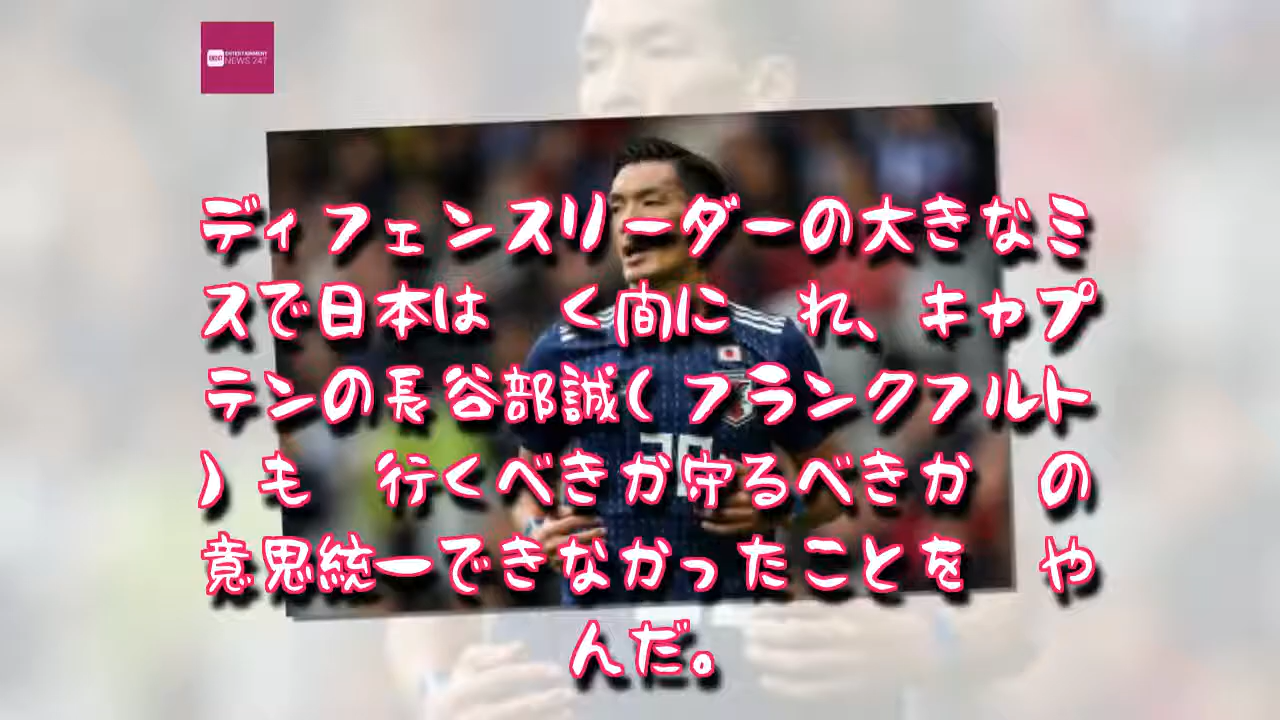 ENTERTAINMENT
NEWS 247
ディフェンスリーダーの大きなミ
スで日本は　く間に　れ、キャプ
テンの長谷部誠(フランクフルト
)も　行くべきか守るべきか　の
意思統一できなかったことを　や
んだ。